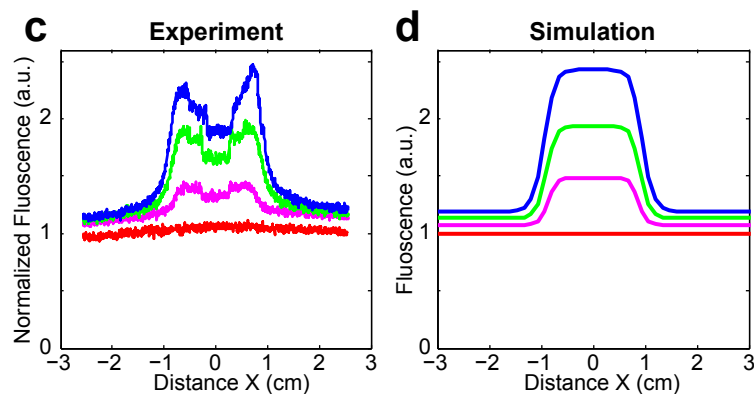 c
Experiment
Normalized Fluoscence (a.u.)
2
1
0
−3
−2
−1
0
1
2
3
Distance X (cm)
d
Simulation
Fluoscence (a.u.)
2
1
0
−3
−2
−1
0
1
2
3
Distance X (cm)